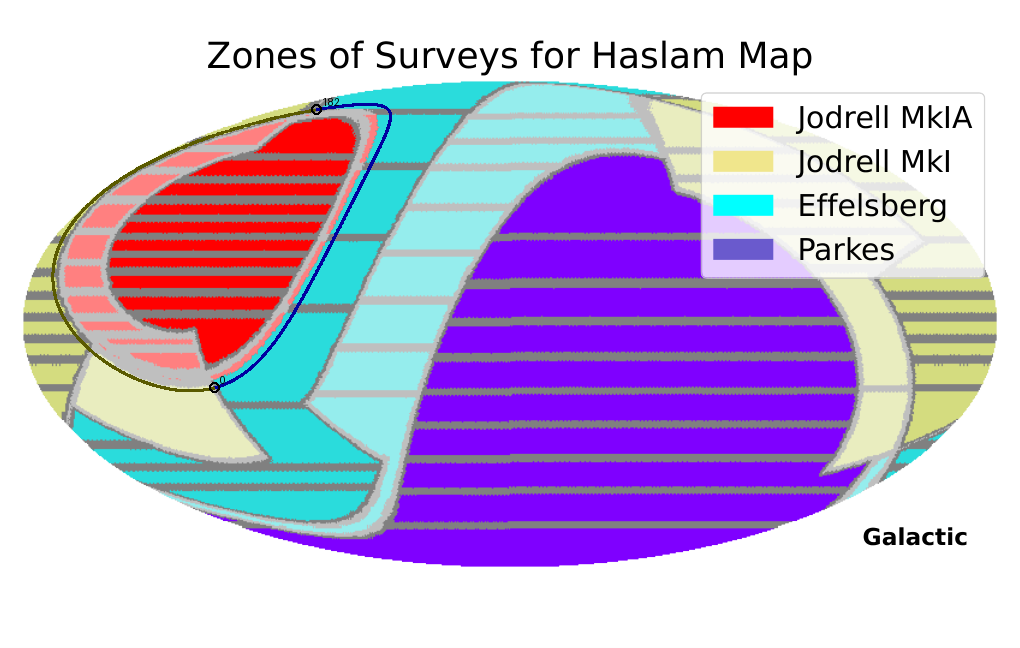 Zones of Surveys for Haslam Map
182
Jodrell MkIA
Jodrell MkI
Effelsberg
Parkes
0
Galactic